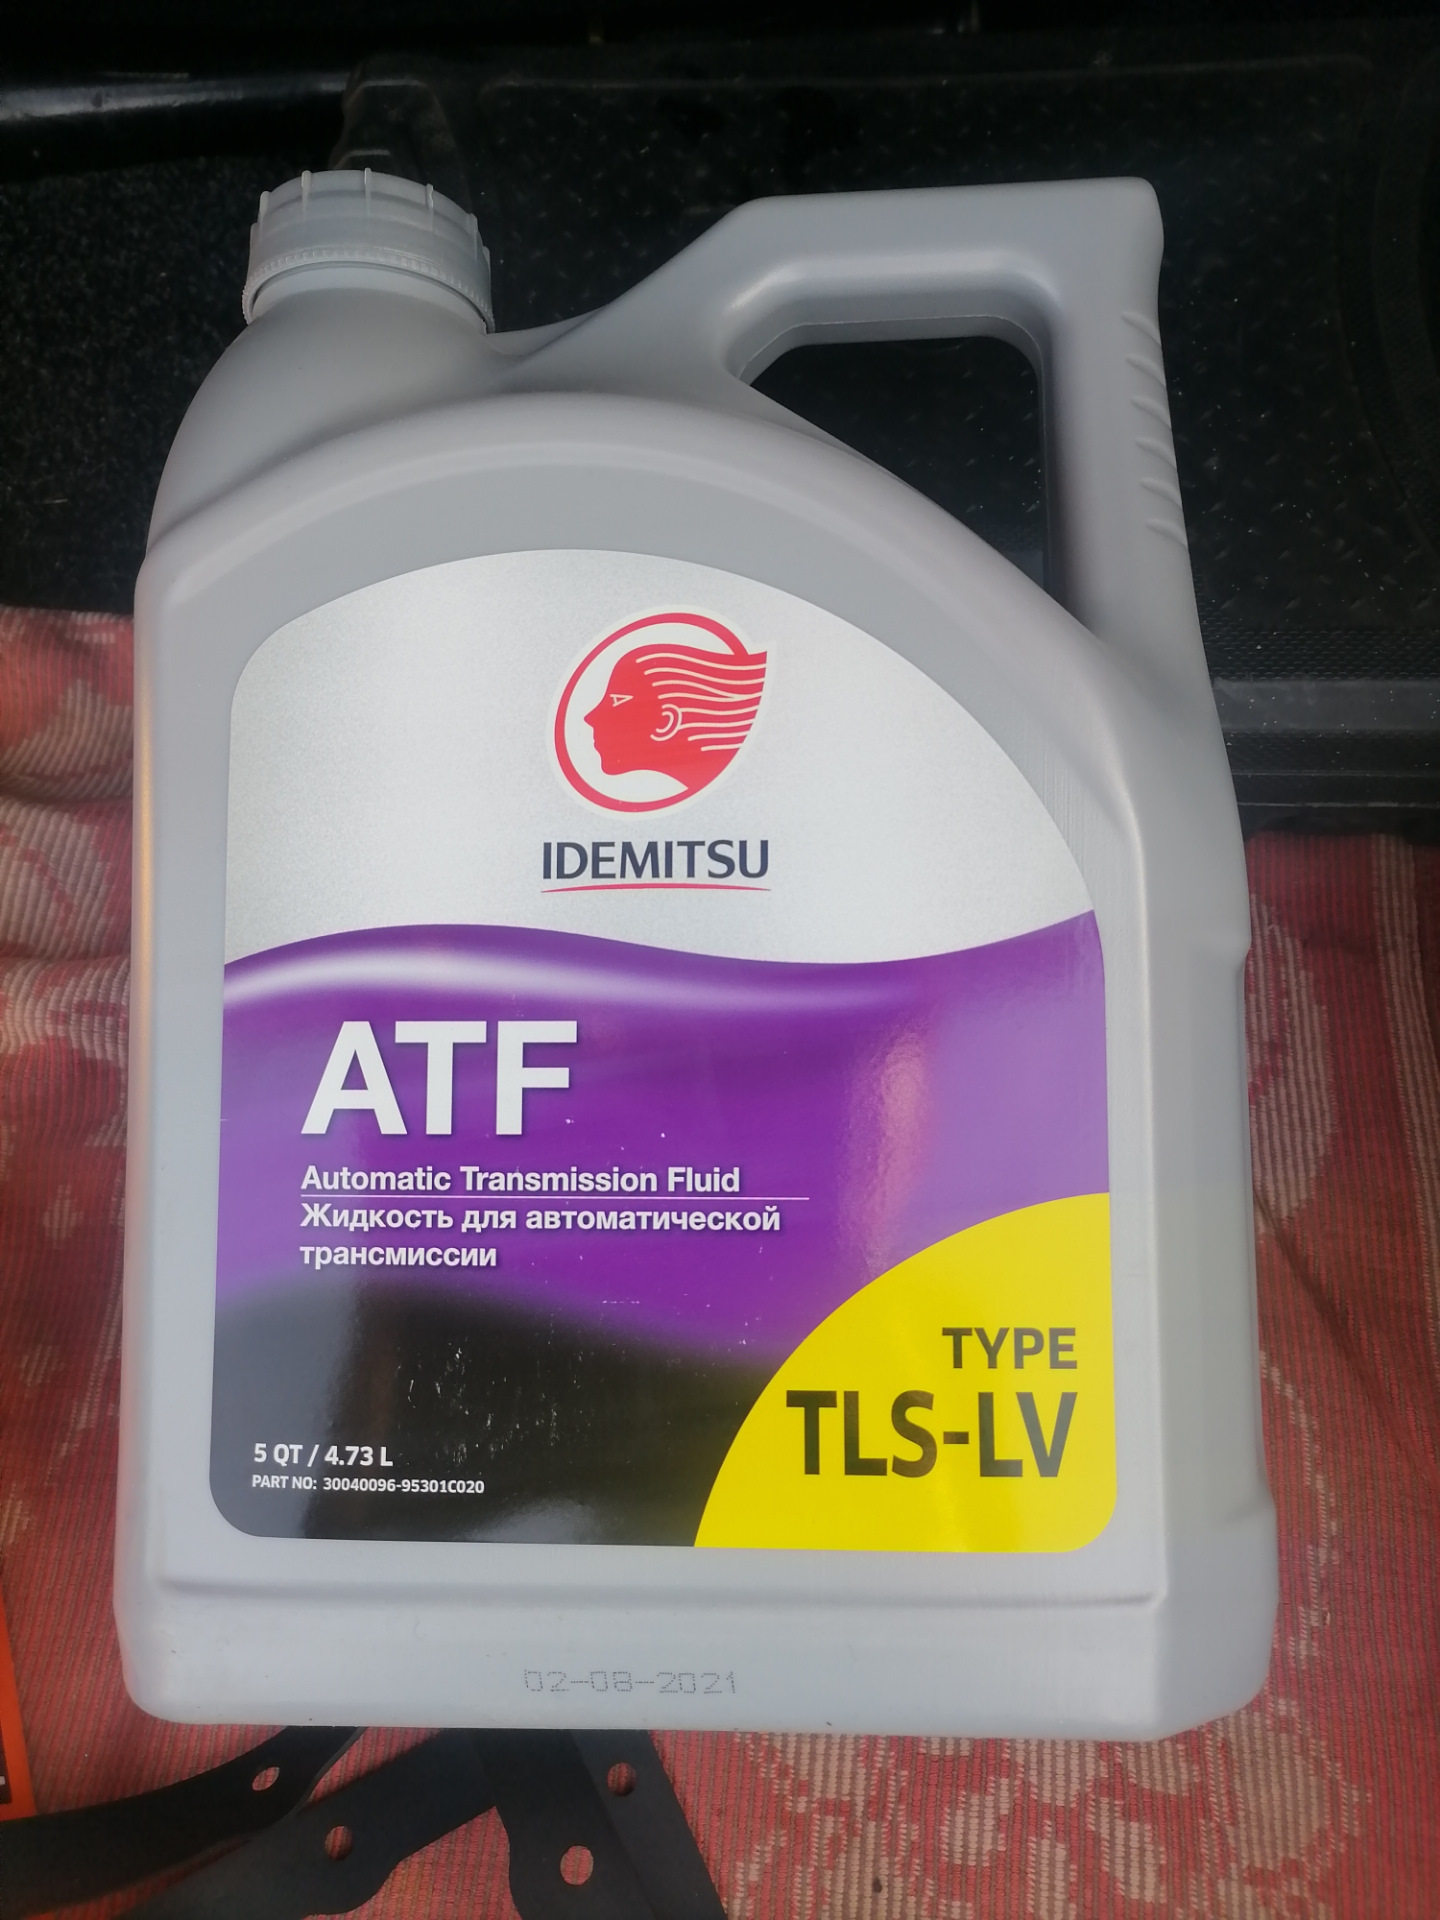 IDEMITSU
ATF
Automatic Transmission Fluid
Жидкость для автоматической
трансмиссии
TYPE
TLS-LV
5 QT / 4.73 L
PART NO: 30040096-95301C020
02-08-2021